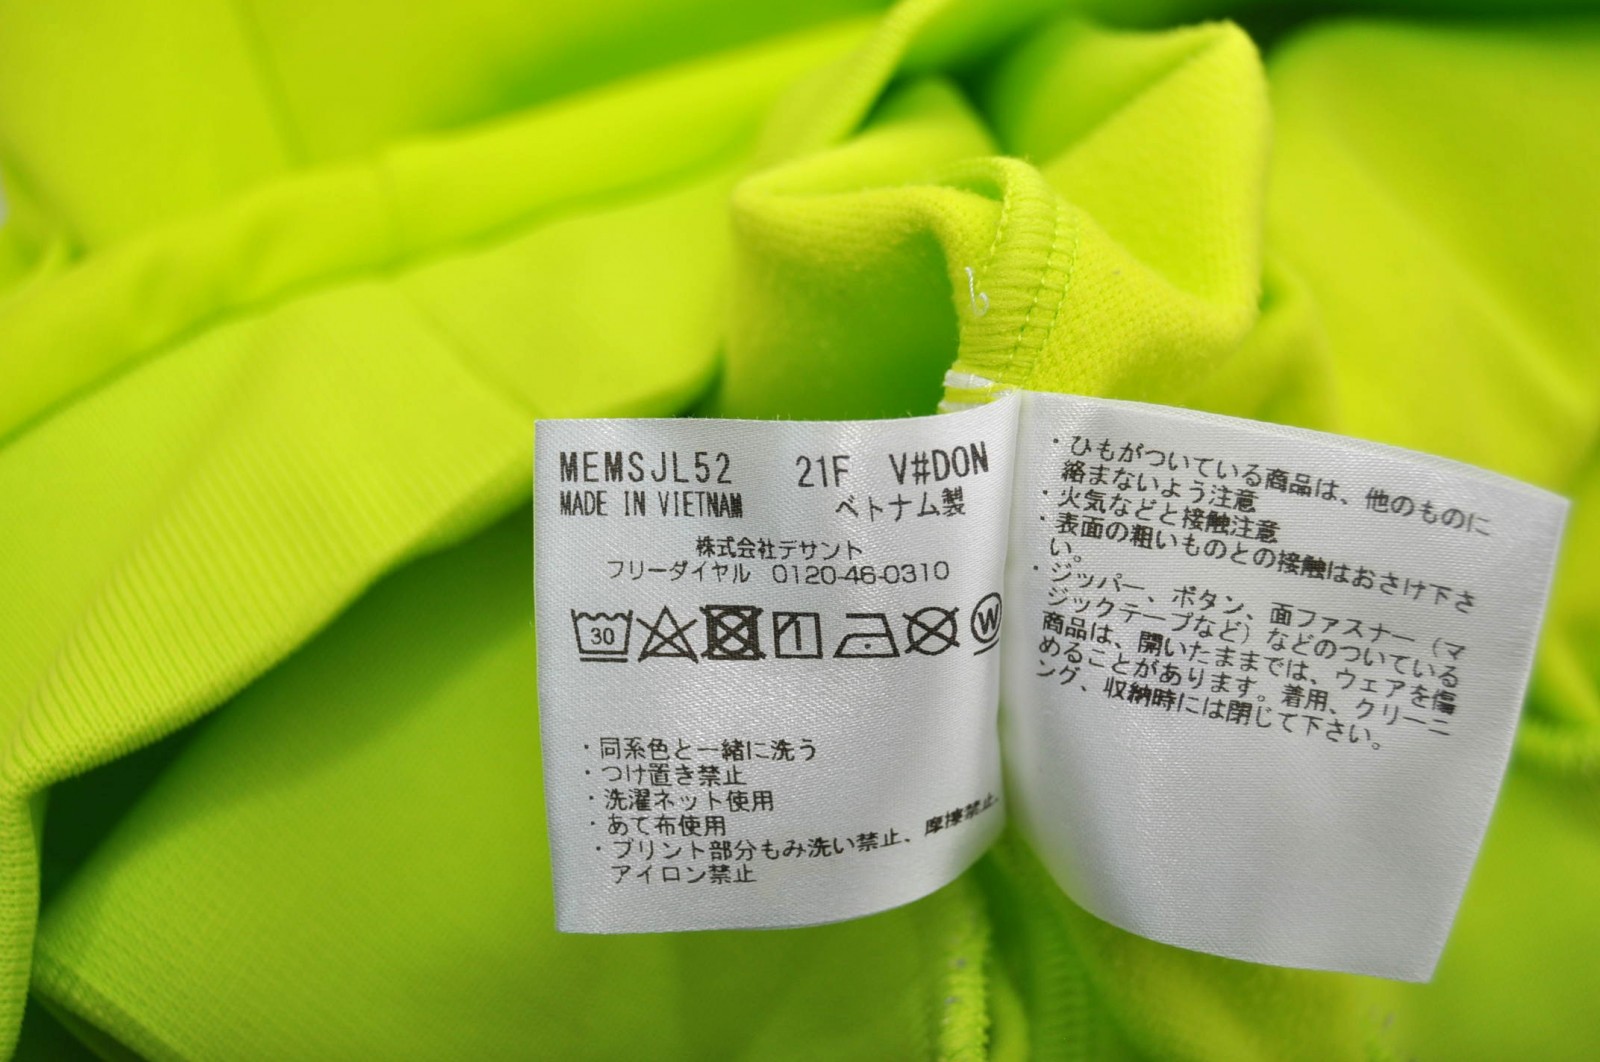 MEMSJL52 21F V#DON
MADE IN VIETNAM ベトナム製
株式会社デサント
フリーダイヤル 0120-46-0310
30
W
・同系色と一緒に洗う
・つけ置き禁止
・洗濯ネット使用
・あて布使用
・プリント部分もみ洗い禁止、摩擦禁止、
アイロン禁止
・ひもがついている商品は、他のものに
絡まないよう注意
・火気などと接触注意
・表面の粗いものとの接触はおさけ下さ
い。
・ジッパー、ボタン、面ファスナー（マ
ジックテープなど）などのついている
商品は、開いたままでは、ウェアを傷
めることがあります。着用、クリーニ
ング、収納時には閉じて下さい。